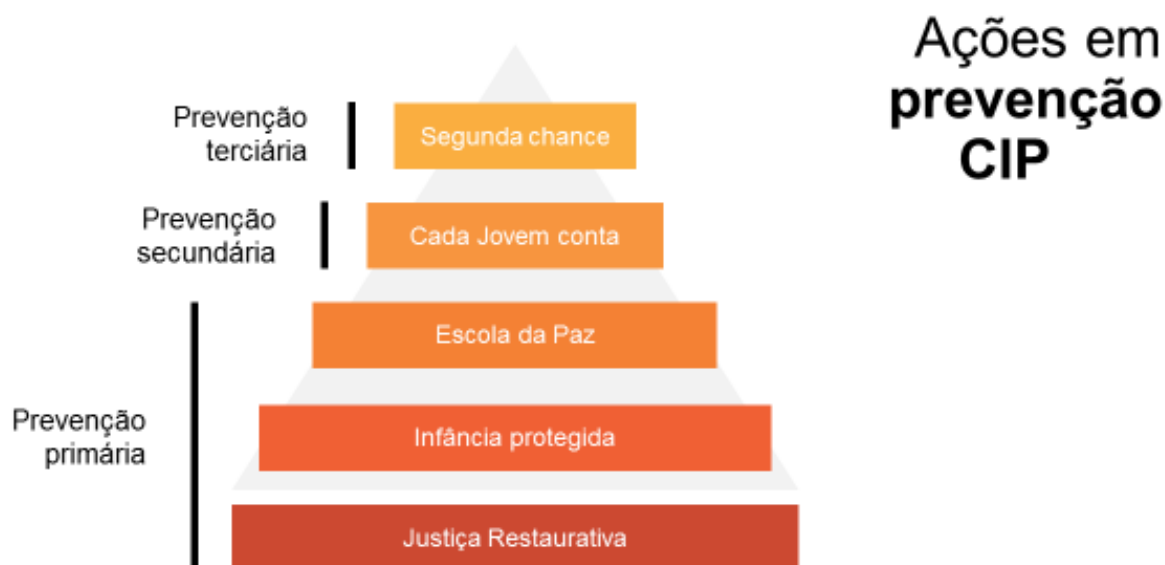 Ações em
prevenção
CIP
Prevenção
terciária
Segunda chance
Prevenção
secundária
Cada Jovem conta
Escola da Paz
Prevenção
primária
Infância protegida
Justiça Restaurativa